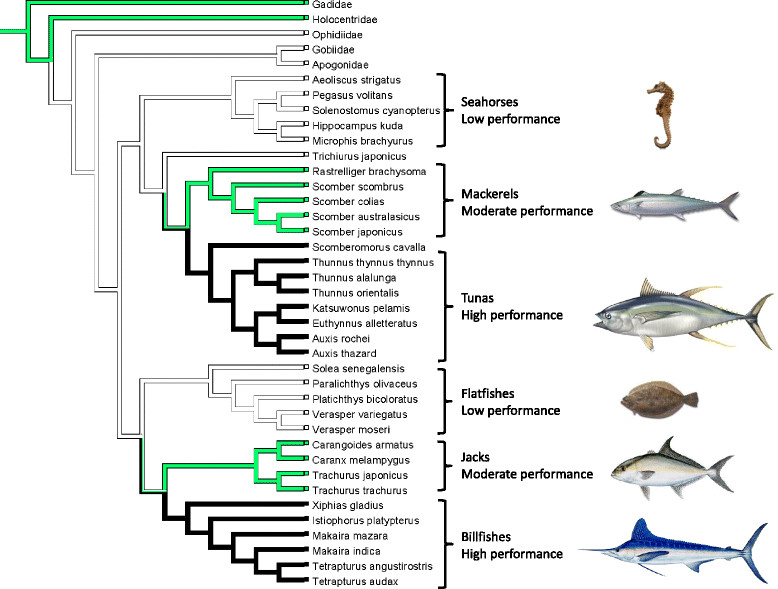 Gadidae
Holocentridae
Ophidiidae
Gobiidae
Apogonidae
Aeoliscus strigatus
Pegasus volitans
Solenostomus cyanopterus
Hippocampus kuda
Microphis brachyurus
Seahorses
Low performance
Trichiurus japonicus
Rastrelliger brachysoma
Scomber scombrus
Scomber colias
Scomber australasicus
Scomber japonicus
Mackerels
Moderate performance
Scomberomorus cavalla
Thunnus thynnus thynnus
Thunnus alalunga
Thunnus orientalis
Katsuwonus pelamis
Euthynnus alletteratus
Auxis rochei
Auxis thazard
Tunas
High performance
Solea senegalensis
Paralichthys olivaceus
Platichthys bicoloratus
Verasper variegatus
Verasper moseri
Flatfishes
Low performance
Carangoides armatus
Caranx melampygus
Trachurus japonicus
Trachurus trachurus
Jacks
Moderate performance
Xiphias gladius
Istiophorus platypterus
Makaira mazara
Makaira indica
Tetrapturus angustirostris
Tetrapturus audax
Billfishes
High performance